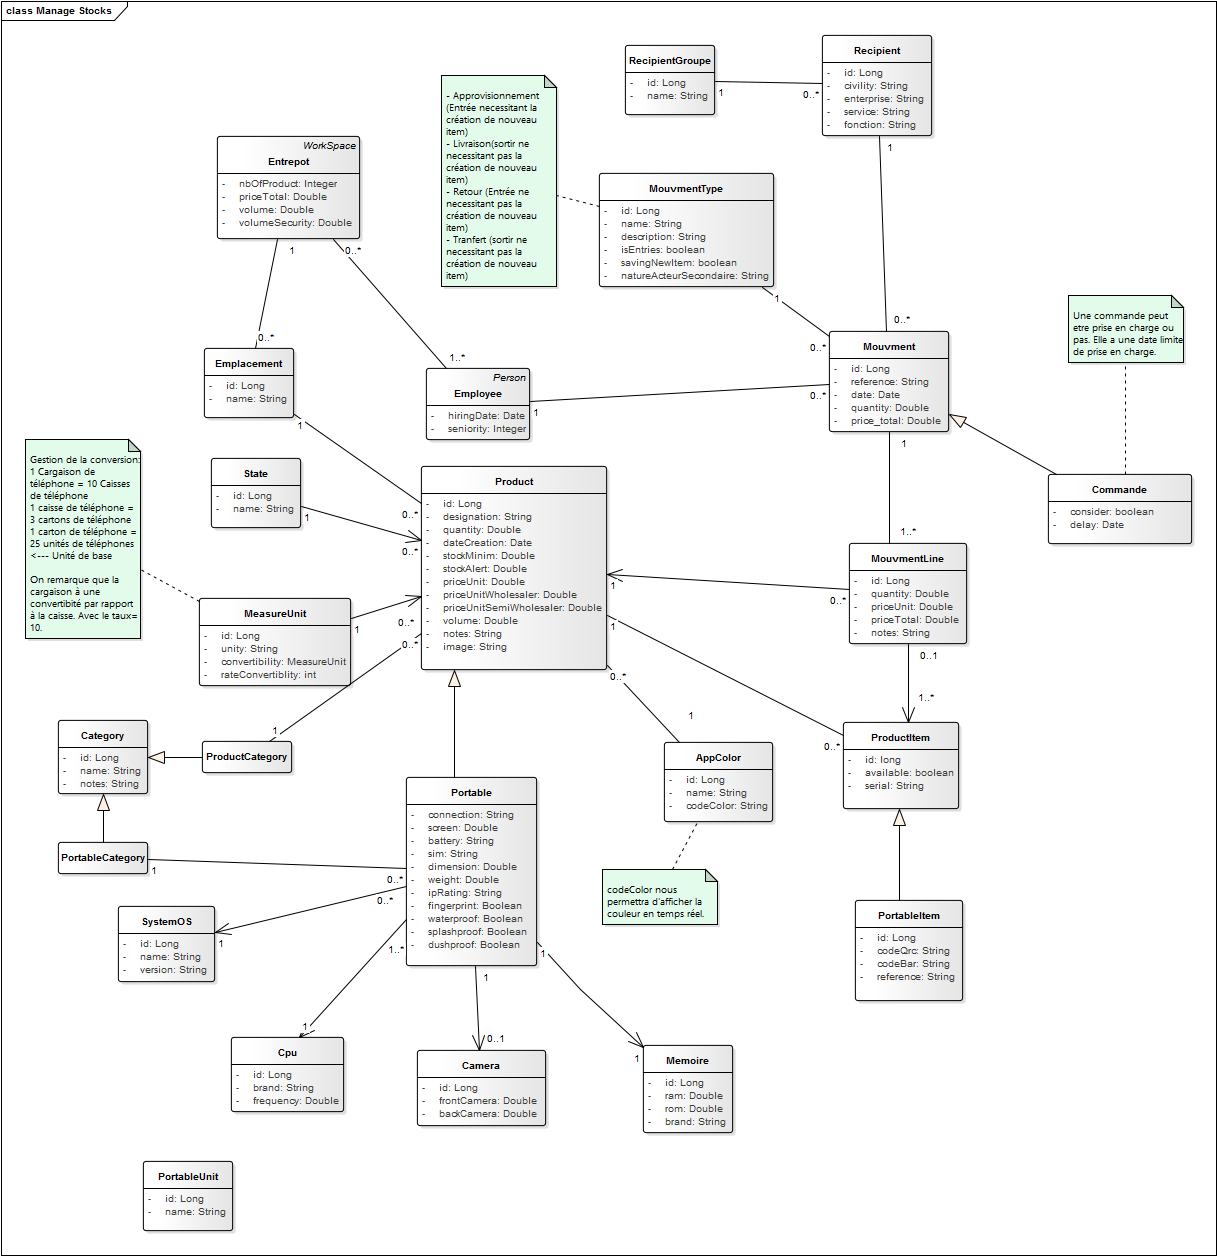 class Manage Stocks
RecipientGroupe
- id: Long
- name: String
1
0..*
Recipient
- id: Long
- civility: String
- enterprise: String
- service: String
- fonction: String
1
- Approvisionnement
(Entrée necessitant la
création de nouveau
item)
- Livraison(sortir ne
necessitant pas la
création de nouveau
item)
- Retour (Entrée ne
necessitant pas la
création de nouveau
item)
- Tranfert (sortir ne
necessitant pas la
création de nouveau
item)
WorkSpace
Entrepot
- nbOfProduct: Integer
- priceTotal: Double
- volume: Double
- volumeSecurity: Double
1
0..*
MouvmentType
- id: Long
- name: String
- description: String
- isEntries: boolean
- savingNewItem: boolean
- natureActeurSecondaire: String
1
0..*
0..*
0..*
Une commande peut
etre prise en charge ou
pas. Elle a une date limite
de prise en charge.
0..*
Emplacement
- id: Long
- name: String
1
1..*
Person
Employee
- hiringDate: Date
- seniority: Integer
1
Mouvment
- id: Long
- reference: String
- date: Date
- quantity: Double
- price_total: Double
1
Gestion de la conversion:
1 Cargaison de
téléphone = 10 Caisses
de téléphone
1 caisse de téléphone =
3 cartons de téléphone
1 carton de téléphone =
25 unités de téléphones
<--- Unité de base
On remarque que la
cargaison à une
convertibité par rapport
à la caisse. Avec le taux=
10.
State
- id: Long
- name: String
1
Product
- id: Long
- designation: String
- quantity: Double
- dateCreation: Date
- stockMinim: Double
- stockAlert: Double
- priceUnit: Double
- priceUnitWholesaler: Double
- priceUnitSemiWholesaler: Double
- volume: Double
- notes: String
- image: String
0..*
0..*
0..*
0..*
1
1
0..*
Commande
- consider: boolean
- delay: Date
1..*
MouvmentLine
- id: Long
- quantity: Double
- priceUnit: Double
- priceTotal: Double
- notes: String
0..*
0..1
MeasureUnit
- id: Long
- unity: String
- convertibility: MeasureUnit
- rateConvertiblity: int
1
1..*
Category
- id: Long
- name: String
- notes: String
1
ProductCategory
1
AppColor
- id: Long
- name: String
- codeColor: String
0..*
ProductItem
- id: long
- available: boolean
- serial: String
Portable
- connection: String
- screen: Double
- battery: String
- sim: String
- dimension: Double
- weight: Double
- ipRating: String
- fingerprint: Boolean
- waterproof: Boolean
- splashproof: Boolean
- dushproof: Boolean
PortableCategory
1
0..*
0..*
1..*
1
1
codeColor nous
permettra d'afficher la
couleur en temps réel.
SystemOS
- id: Long
- name: String
- version: String
1
PortableItem
- id: Long
- codeQrc: String
- codeBar: String
- reference: String
1
Cpu
- id: Long
- brand: String
- frequency: Double
0..1
Camera
- id: Long
- frontCamera: Double
- backCamera: Double
1
Memoire
- id: Long
- ram: Double
- rom: Double
- brand: String
PortableUnit
- id: Long
- name: String